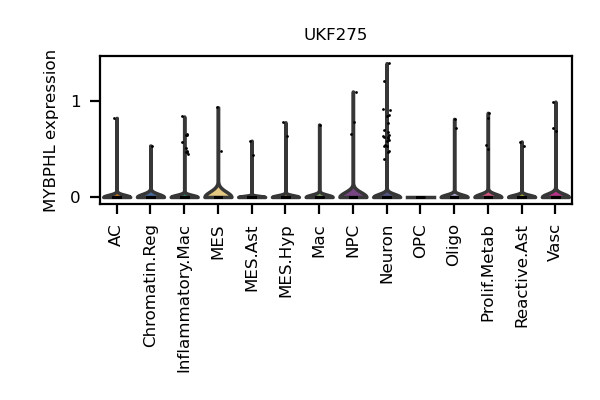 UKF275
MYBPHL expression
1
0
AC
Chromatin.Reg
Inflammatory.Mac
MES
MES.Ast
MES.Hyp
Mac
NPC
Neuron
OPC
Oligo
Prolif.Metab
Reactive.Ast
Vasc